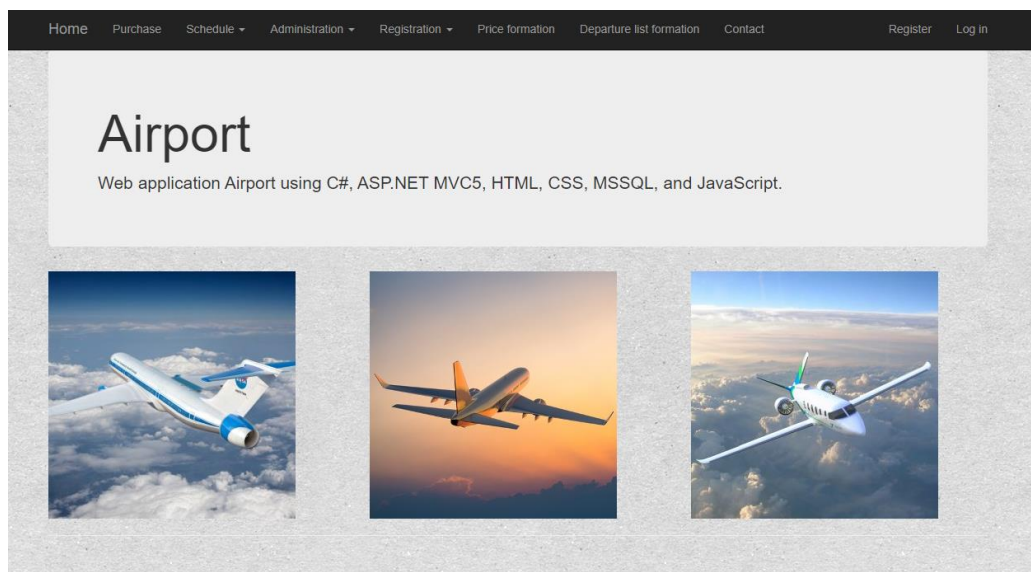 Home Purchase Schedule Administration Registration Price formation Departure list formation Contact Register Log in
Airport
Web application Airport using C#, ASP.NET MVC5, HTML, CSS, MSSQL, and JavaScript.